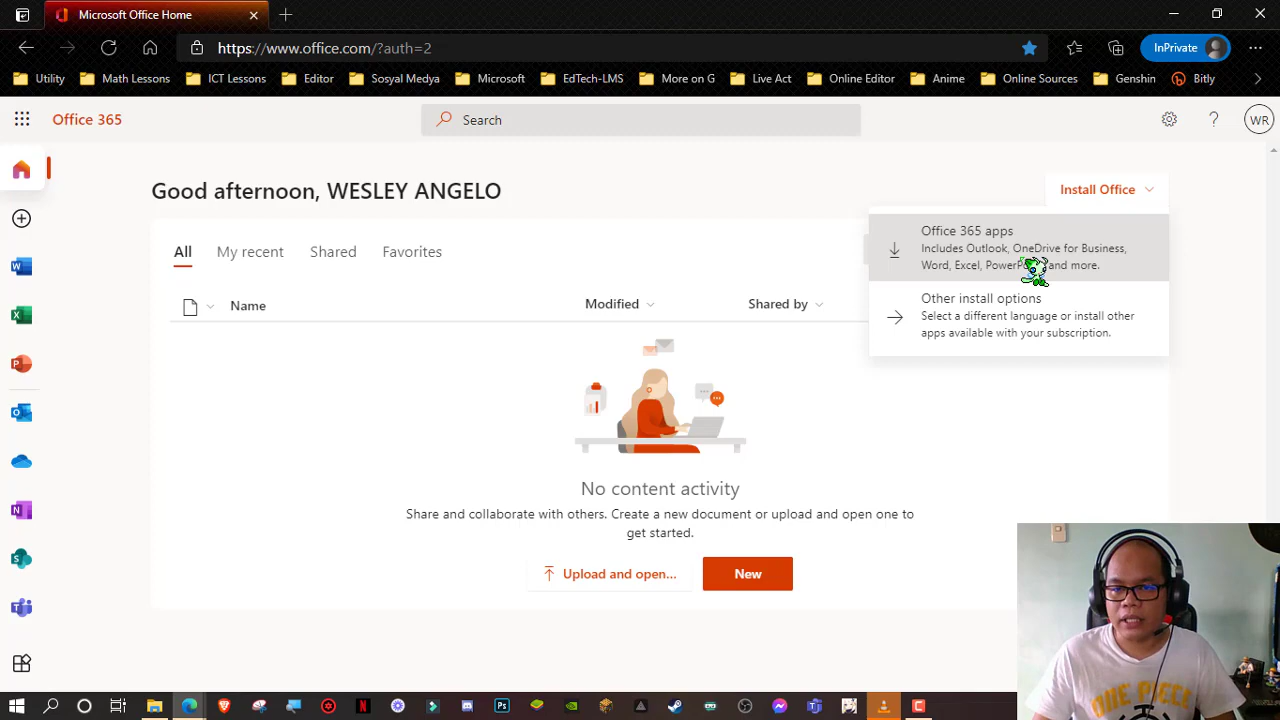 Microsoft Office Home
https://www.office.com/?auth=2
InPrivate
Utility
Math Lessons
ICT Lessons
Editor
Sosyal Medya
Microsoft
EdTech-LMS
More on G
Live Act
Online Editor
Anime
Online Sources
Genshin
Bitly
Office 365
Search
WR
Good afternoon, WESLEY ANGELO
Install Office
Office 365 apps
Includes Outlook, OneDrive for Business,
Word, Excel, and more.
Other install options
Select a different language or install other
apps available with your subscription.
All
My recent
Shared
Favorites
Name
Modified
Shared by
No content activity
Share and collaborate with others. Create a new document or upload and open one to
get started.
Upload and open...
New
ONE PIECE